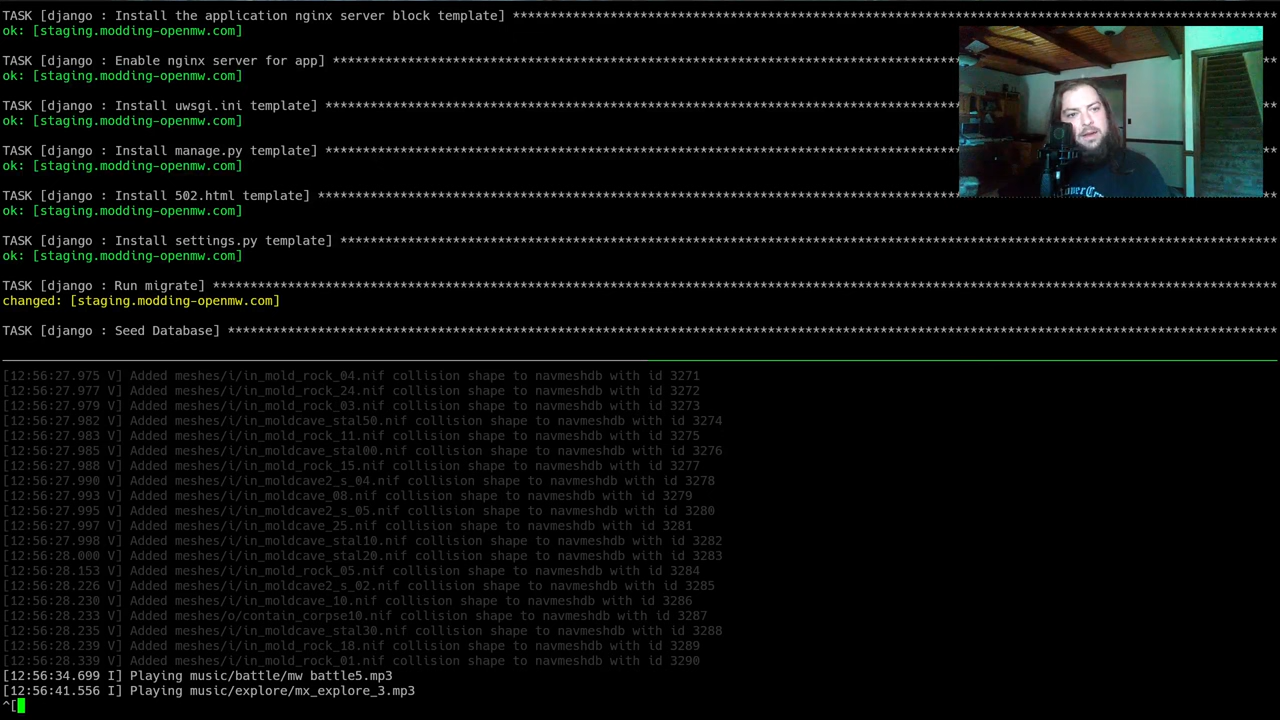 TASK [django : Install the application nginx server block template] ******************************************************************************************************
ok: [staging.modding-openmw.com]
TASK [django : Enable nginx server for app] ***********************************************************************************
ok: [staging.modding-openmw.com]
TASK [django : Install uwsgi.ini template] ************************************************************************************
ok: [staging.modding-openmw.com]
TASK [django : Install manage.py template] ************************************************************************************
ok: [staging.modding-openmw.com]
TASK [django : Install 502.html template] *************************************************************************************
ok: [staging.modding-openmw.com]
TASK [django : Install settings.py template] *****************************************************************************************************************************
ok: [staging.modding-openmw.com]
TASK [django : Run migrate] **********************************************************************************************************************************************
changed: [staging.modding-openmw.com]
TASK [django : Seed Database] ********************************************************************************************************************************************
[12:56:27.975 V] Added meshes/i/in_mold_rock_04.nif collision shape to navmeshdb with id 3271
[12:56:27.977 V] Added meshes/i/in_mold_rock_24.nif collision shape to navmeshdb with id 3272
[12:56:27.979 V] Added meshes/i/in_mold_rock_03.nif collision shape to navmeshdb with id 3273
[12:56:27.982 V] Added meshes/i/in_moldcave_stal50.nif collision shape to navmeshdb with id 3274
[12:56:27.983 V] Added meshes/i/in_mold_rock_11.nif collision shape to navmeshdb with id 3275
[12:56:27.985 V] Added meshes/i/in_moldcave_stal00.nif collision shape to navmeshdb with id 3276
[12:56:27.988 V] Added meshes/i/in_mold_rock_15.nif collision shape to navmeshdb with id 3277
[12:56:27.990 V] Added meshes/i/in_moldcave2_s_04.nif collision shape to navmeshdb with id 3278
[12:56:27.993 V] Added meshes/i/in_moldcave_08.nif collision shape to navmeshdb with id 3279
[12:56:27.995 V] Added meshes/i/in_moldcave2_s_05.nif collision shape to navmeshdb with id 3280
[12:56:27.997 V] Added meshes/i/in_moldcave_25.nif collision shape to navmeshdb with id 3281
[12:56:27.998 V] Added meshes/i/in_moldcave_stal10.nif collision shape to navmeshdb with id 3282
[12:56:28.000 V] Added meshes/i/in_moldcave_stal20.nif collision shape to navmeshdb with id 3283
[12:56:28.153 V] Added meshes/i/in_mold_rock_05.nif collision shape to navmeshdb with id 3284
[12:56:28.226 V] Added meshes/i/in_moldcave2_s_02.nif collision shape to navmeshdb with id 3285
[12:56:28.230 V] Added meshes/i/in_moldcave_10.nif collision shape to navmeshdb with id 3286
[12:56:28.233 V] Added meshes/o/contain_corpse10.nif collision shape to navmeshdb with id 3287
[12:56:28.235 V] Added meshes/i/in_moldcave_stal30.nif collision shape to navmeshdb with id 3288
[12:56:28.239 V] Added meshes/i/in_mold_rock_18.nif collision shape to navmeshdb with id 3289
[12:56:28.339 V] Added meshes/i/in_mold_rock_01.nif collision shape to navmeshdb with id 3290
[12:56:34.699 I] Playing music/battle/mw battle5.mp3
[12:56:41.556 I] Playing music/explore/mx_explore_3.mp3
^[